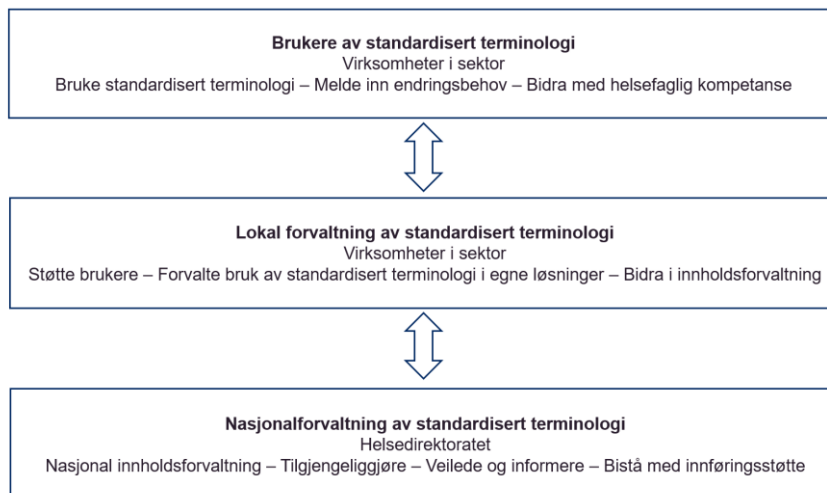 Brukere av standardisert terminologi
Virksomheter i sektor
Bruke standardisert terminologi – Melde inn endringsbehov – Bidra med helsefaglig kompetanse
Lokal forvaltning av standardisert terminologi
Virksomheter i sektor
Støtte brukere – Forvalte bruk av standardisert terminologi i egne løsninger – Bidra i innholdsforvaltning
Nasjonalforvaltning av standardisert terminologi
Helsedirektoratet
Nasjonal innholdsforvaltning – Tilgjengeliggjøre – Veilede og informere – Bistå med innføringsstøtte